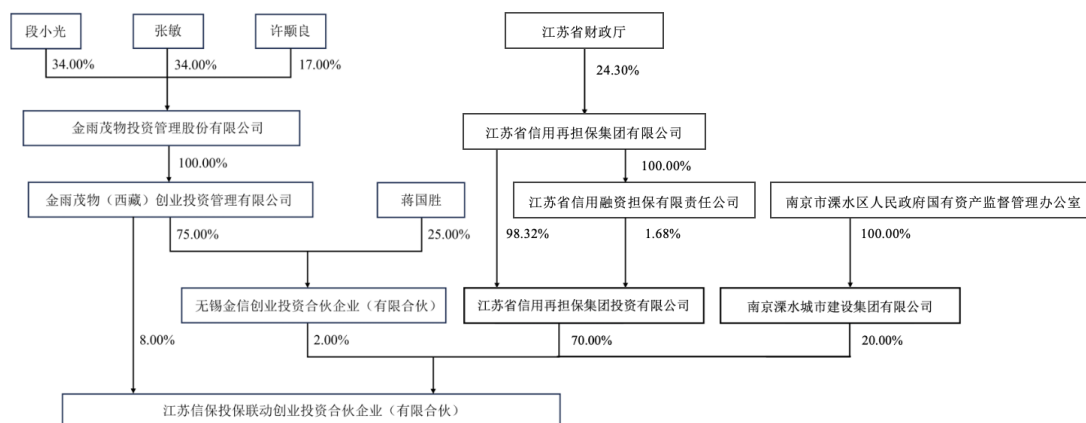 段小光
张敏
许颙良
江苏省财政厅
34.00%
34.00%
17.00%
24.30%
金雨茂物投资管理股份有限公司
江苏省信用再担保集团有限公司
100.00%
100.00%
金雨茂物（西藏）创业投资管理有限公司
蒋国胜
江苏省信用融资担保有限责任公司
南京市溧水区人民政府国有资产监督管理办公室
75.00%
25.00%
98.32%
1.68%
100.00%
无锡金信创业投资合伙企业（有限合伙）
江苏省信用再担保集团投资有限公司
南京溧水城市建设集团有限公司
8.00%
2.00%
70.00%
20.00%
江苏信保投保联动创业投资合伙企业（有限合伙）